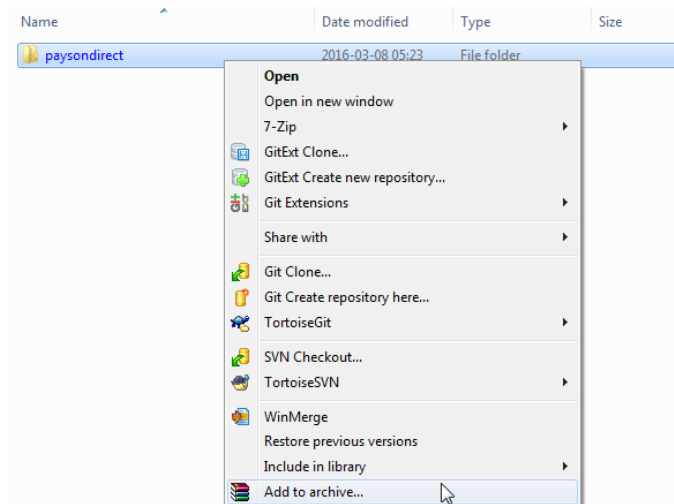 Name Date modified Type Size
paysondirect 2016-03-08 05:23 File folder
Open
Open in new window
7-Zip
GitExt Clone...
GitExt Create new repository...
Git Extensions
Share with
Git Clone...
Git Create repository here...
TortoiseGit
SVN Checkout...
TortoiseSVN
WinMerge
Restore previous versions
Include in library
Add to archive...